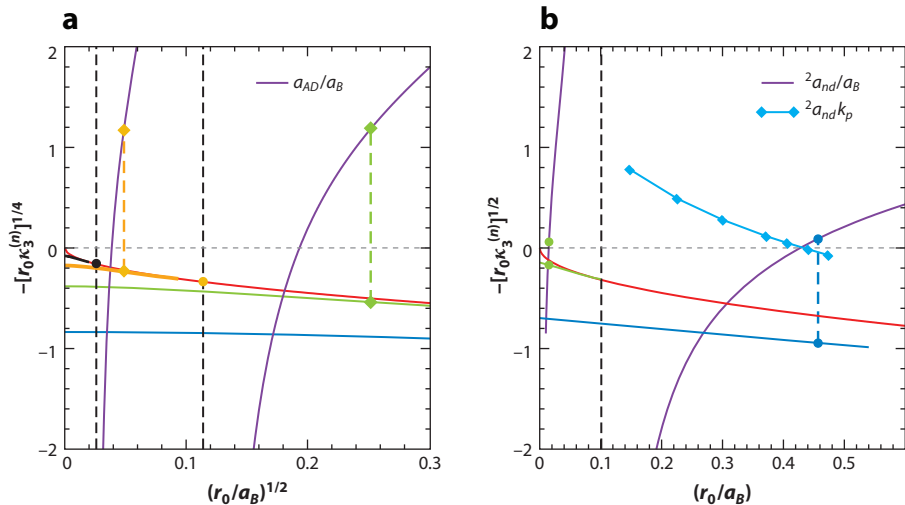 a
2
1
0
−1
−2
−[r₀κ₃⁽ⁿ⁾]¹/⁴
a_AD/a_B
0 0.1 0.2 0.3
(r₀/a_B)¹/²
b
2
1
0
−1
−2
−[r₀κ₃⁽ⁿ⁾]¹/²
²a_nd/a_B
²a_nd k_p
0 0.1 0.2 0.3 0.4 0.5
(r₀/a_B)